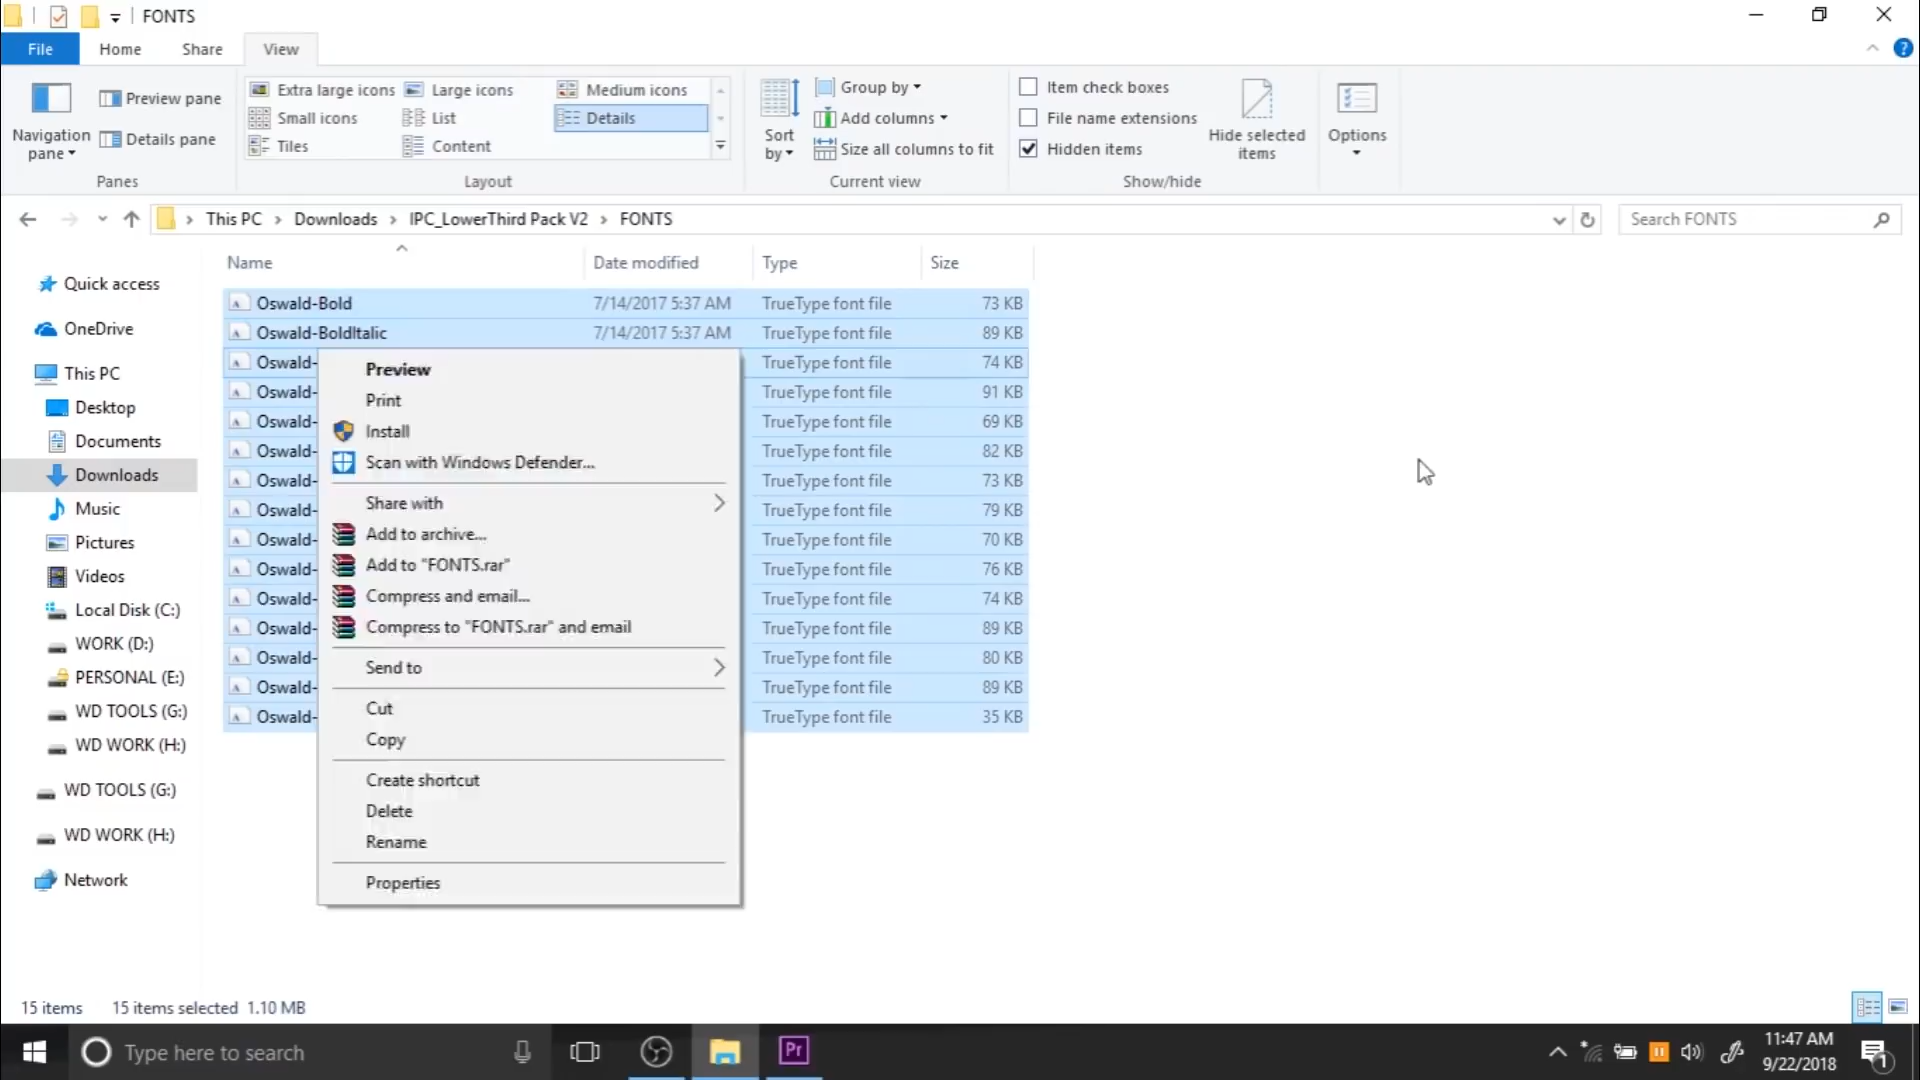 FONTS
File Home Share View
Navigation pane
Preview pane
Details pane
Panes
Extra large icons Large icons Medium icons
Small icons List Details
Tiles Content
Layout
Sort by
Group by
Add columns
Size all columns to fit
Current view
Item check boxes
File name extensions
Hidden items
Hide selected items
Show/hide
Options
This PC > Downloads > IPC_LowerThird Pack V2 > FONTS
Search FONTS
Quick access
OneDrive
This PC
Desktop
Documents
Downloads
Music
Pictures
Videos
Local Disk (C:)
WORK (D:)
PERSONAL (E:)
WD TOOLS (G:)
WD WORK (H:)
WD TOOLS (G:)
WD WORK (H:)
Network
Name Date modified Type Size
Oswald-Bold 7/14/2017 5:37 AM TrueType font file 73 KB
Oswald-BoldItalic 7/14/2017 5:37 AM TrueType font file 89 KB
Oswald- TrueType font file 74 KB
Oswald- TrueType font file 91 KB
Oswald- TrueType font file 69 KB
Oswald- TrueType font file 82 KB
Oswald- TrueType font file 73 KB
Oswald- TrueType font file 79 KB
Oswald- TrueType font file 70 KB
Oswald- TrueType font file 76 KB
Oswald- TrueType font file 74 KB
Oswald- TrueType font file 89 KB
Oswald- TrueType font file 80 KB
Oswald- TrueType font file 89 KB
Oswald- TrueType font file 35 KB
Preview
Print
Install
Scan with Windows Defender...
Share with
Add to archive...
Add to "FONTS.rar"
Compress and email...
Compress to "FONTS.rar" and email
Send to
Cut
Copy
Create shortcut
Delete
Rename
Properties
15 items 15 items selected 1.10 MB
Type here to search
Pr
11:47 AM
9/22/2018
1